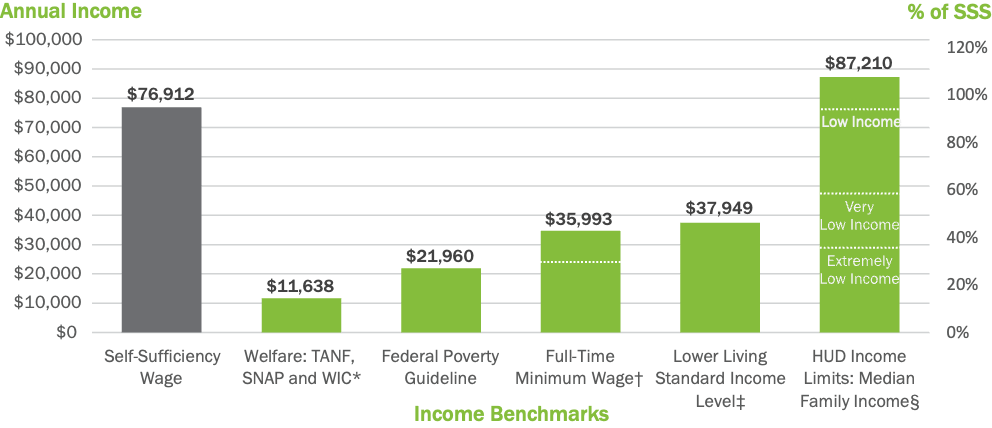 Annual Income
% of SSS
$100,000
$90,000
$80,000
$70,000
$60,000
$50,000
$40,000
$30,000
$20,000
$10,000
$0
120%
100%
80%
60%
40%
20%
0%
$76,912
$11,638
$21,960
$35,993
$37,949
$87,210
Low Income
Very
Low Income
Extremely
Low Income
Self-Sufficiency
Wage
Welfare: TANF,
SNAP and WIC*
Federal Poverty
Guideline
Full-Time
Minimum Wage†
Lower Living
Standard Income
Level‡
HUD Income
Limits: Median
Family Income§
Income Benchmarks